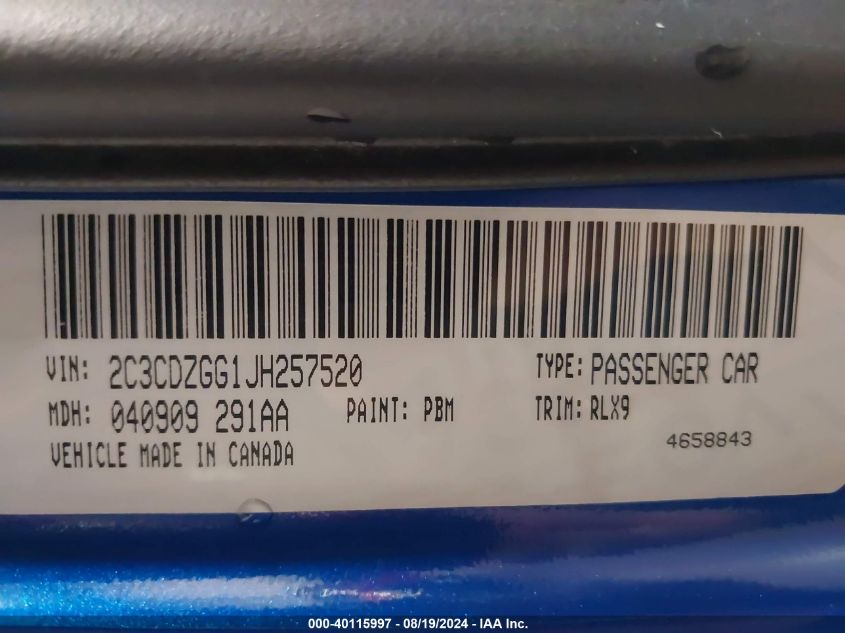 VIN: 2C3CDZGG1JH257520 TYPE: PASSENGER CAR
MDH: 040909 291AA PAINT: PBM TRIM: RLX9
VEHICLE MADE IN CANADA 4658843
000-40115997 - 08/19/2024 - IAA Inc.